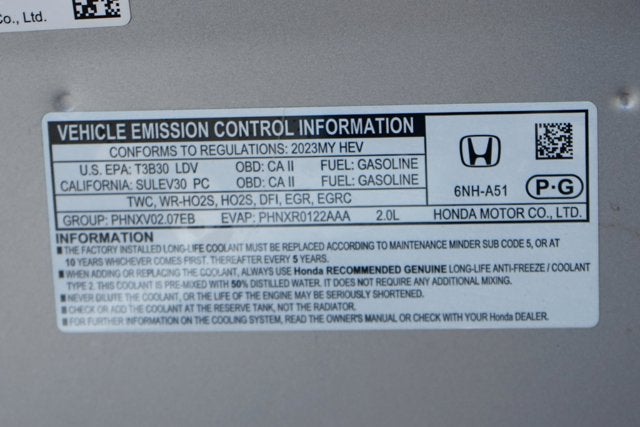 Co., Ltd.
VEHICLE EMISSION CONTROL INFORMATION
CONFORMS TO REGULATIONS: 2023MY HEV
U.S. EPA: T3B30 LDV OBD: CA II FUEL: GASOLINE
CALIFORNIA: SULEV30 PC OBD: CA II FUEL: GASOLINE
TWC, WR-HO2S, HO2S, DFI, EGR, EGRC
GROUP: PHNXV02.07EB EVAP: PHNXR0122AAA 2.0L
6NH-A51 P·G
HONDA MOTOR CO., LTD.
INFORMATION
■ THE FACTORY INSTALLED LONG-LIFE COOLANT MUST BE REPLACED ACCORDING TO MAINTENANCE MINDER SUB CODE 5, OR AT
10 YEARS WHICHEVER COMES FIRST. THEREAFTER EVERY 5 YEARS.
■ WHEN ADDING OR REPLACING COOLANT, ALWAYS USE Honda RECOMMENDED GENUINE LONG-LIFE ANTI-FREEZE / COOLANT
TYPE 2. THIS COOLANT IS PRE-MIXED WITH 50% DISTILLED WATER. IT DOES NOT REQUIRE ANY ADDITIONAL MIXING.
■ NEVER DILUTE THE COOLANT, OR THE LIFE OF THE ENGINE MAY BE SERIOUSLY SHORTENED.
■ CHECK OR ADD THE COOLANT AT THE RESERVE TANK, NOT THE RADIATOR.
■ FOR FURTHER INFORMATION ON THE COOLING SYSTEM, READ THE OWNER'S MANUAL OR CHECK WITH YOUR Honda DEALER.